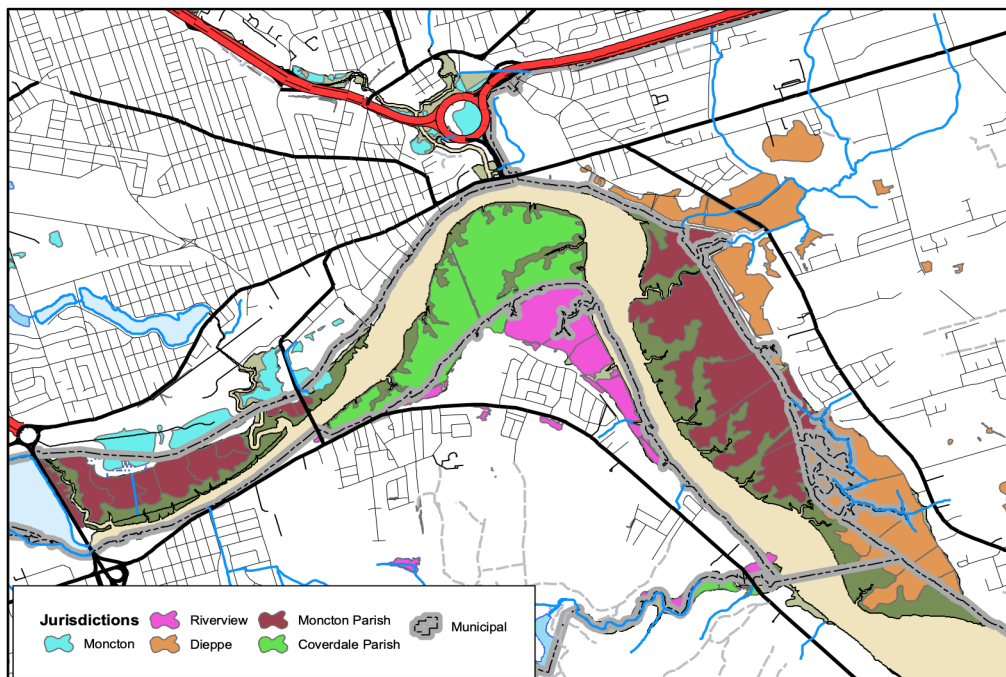 Jurisdictions
Moncton
Riverview
Dieppe
Moncton Parish
Coverdale Parish
Municipal